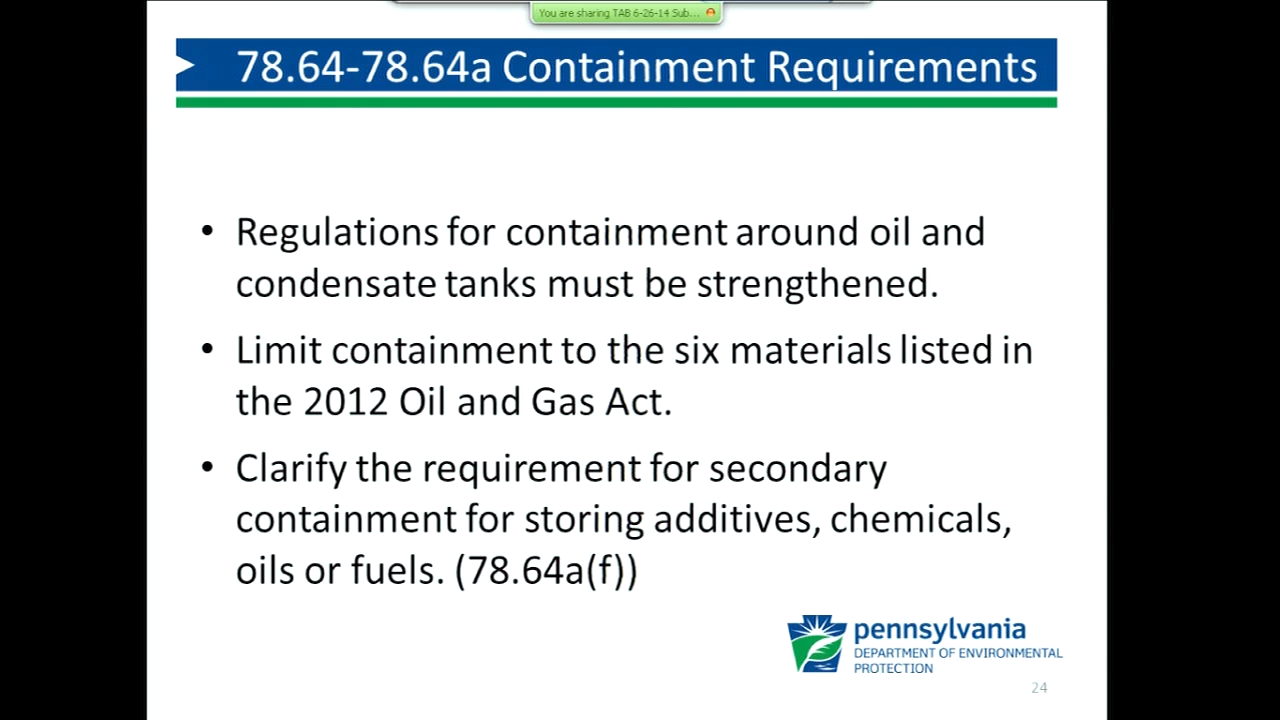 You are sharing TAB 6-26-14 Sub...
78.64-78.64a Containment Requirements
• Regulations for containment around oil and
condensate tanks must be strengthened.
• Limit containment to the six materials listed in
the 2012 Oil and Gas Act.
• Clarify the requirement for secondary
containment for storing additives, chemicals,
oils or fuels. (78.64a(f))
pennsylvania
DEPARTMENT OF ENVIRONMENTAL
PROTECTION
24